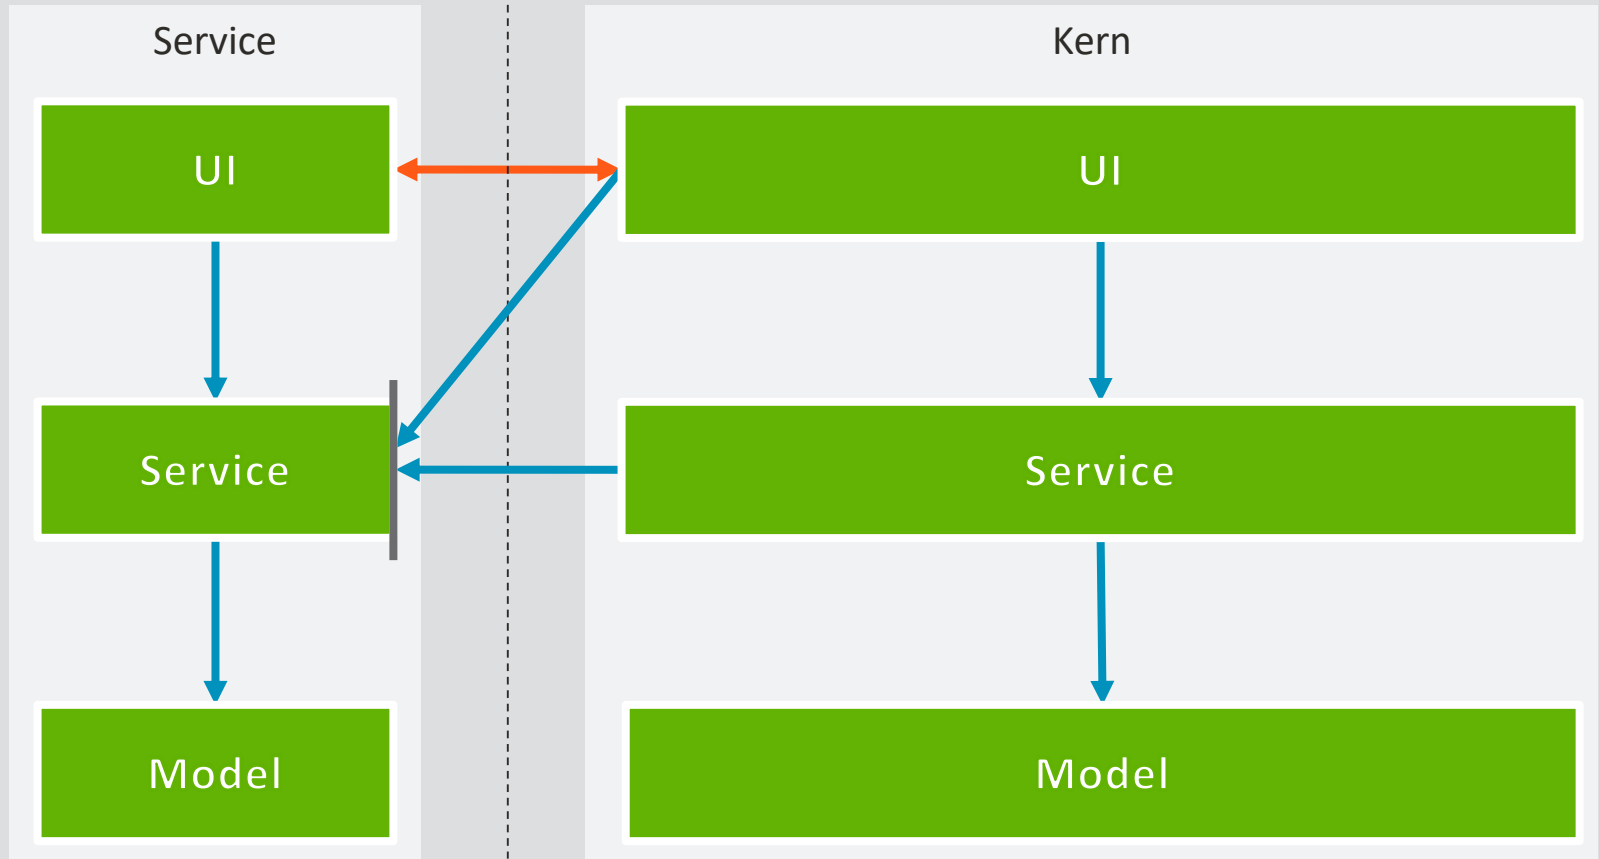 Service
Kern
UI
UI
Service
Service
Model
Model